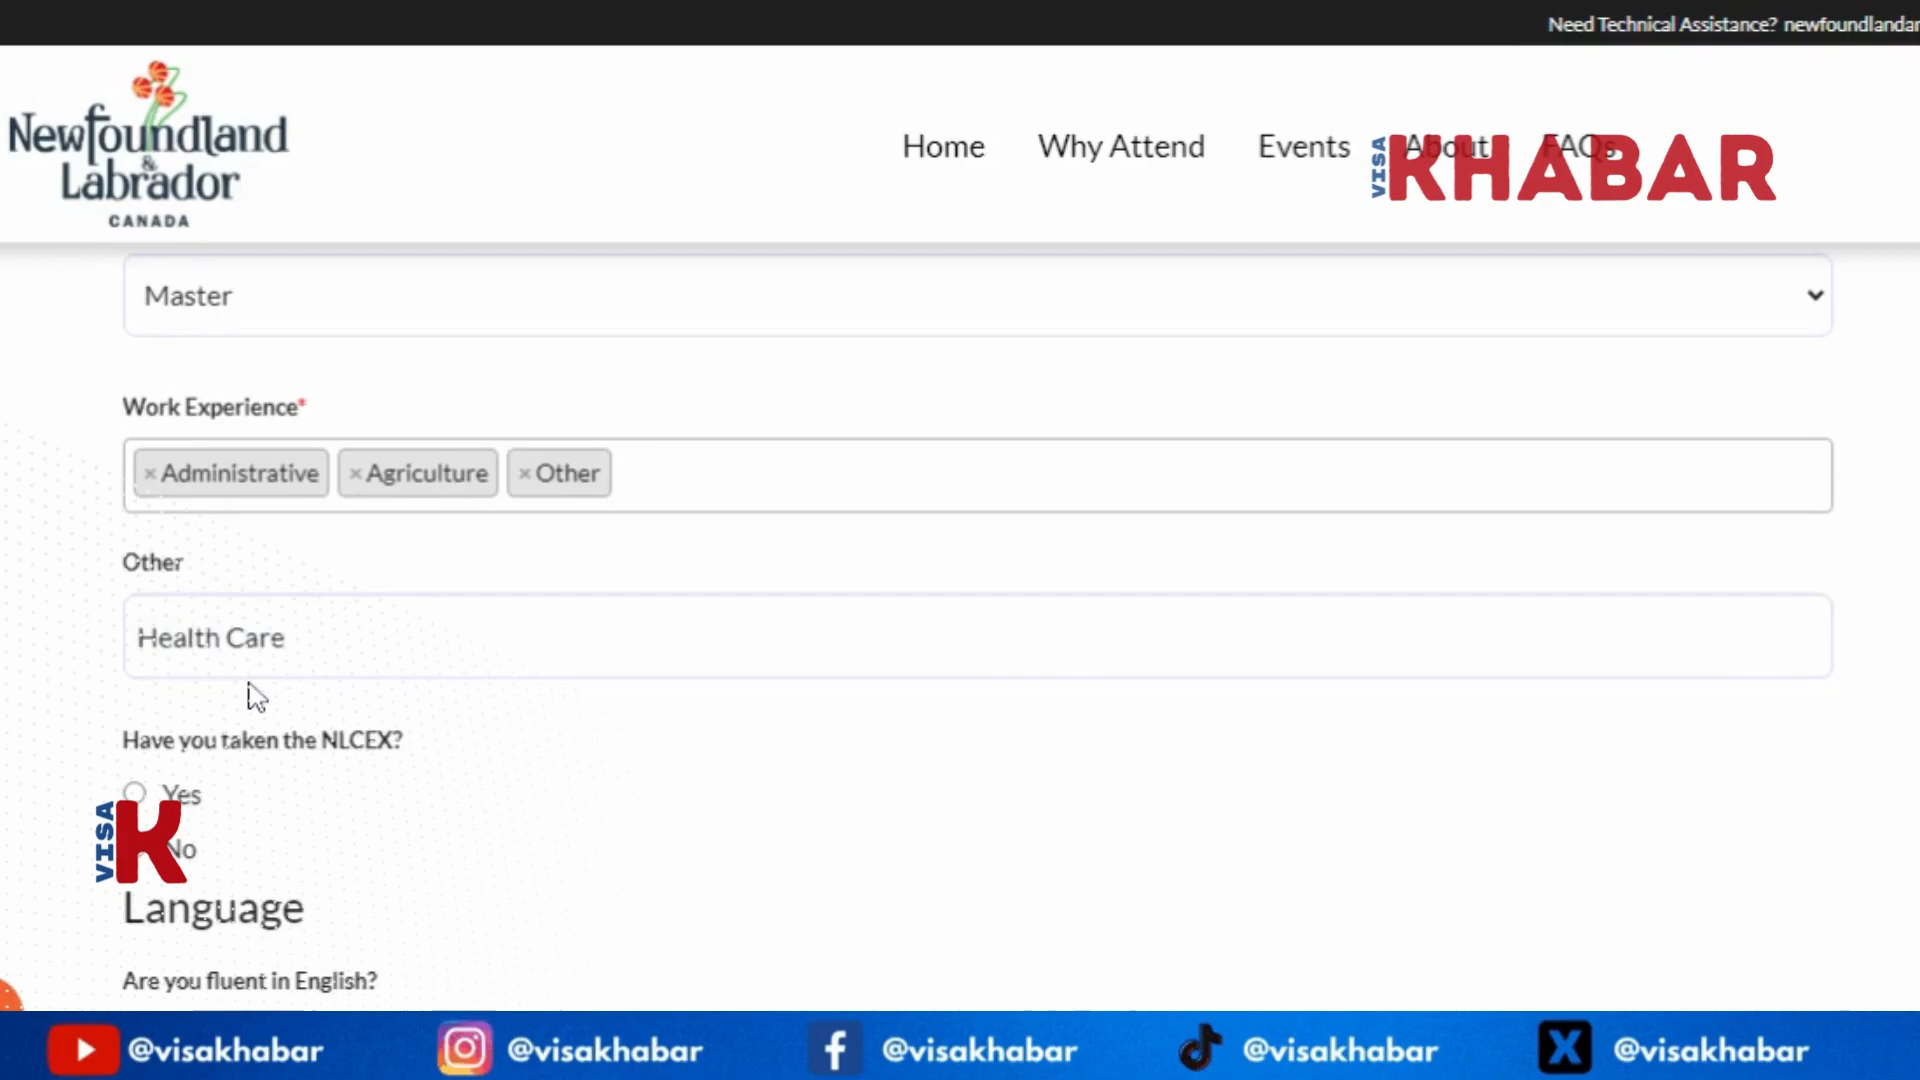 Need Technical Assistance? newfoundlandan
Newfoundland
&
Labrador
CANADA
Home Why Attend Events About FAQs
VISA KHABAR
Master
Work Experience*
× Administrative × Agriculture × Other
Other
Health Care
Have you taken the NLCEX?
Yes
No
VISA K
Language
Are you fluent in English?
@visakhabar @visakhabar @visakhabar @visakhabar @visakhabar